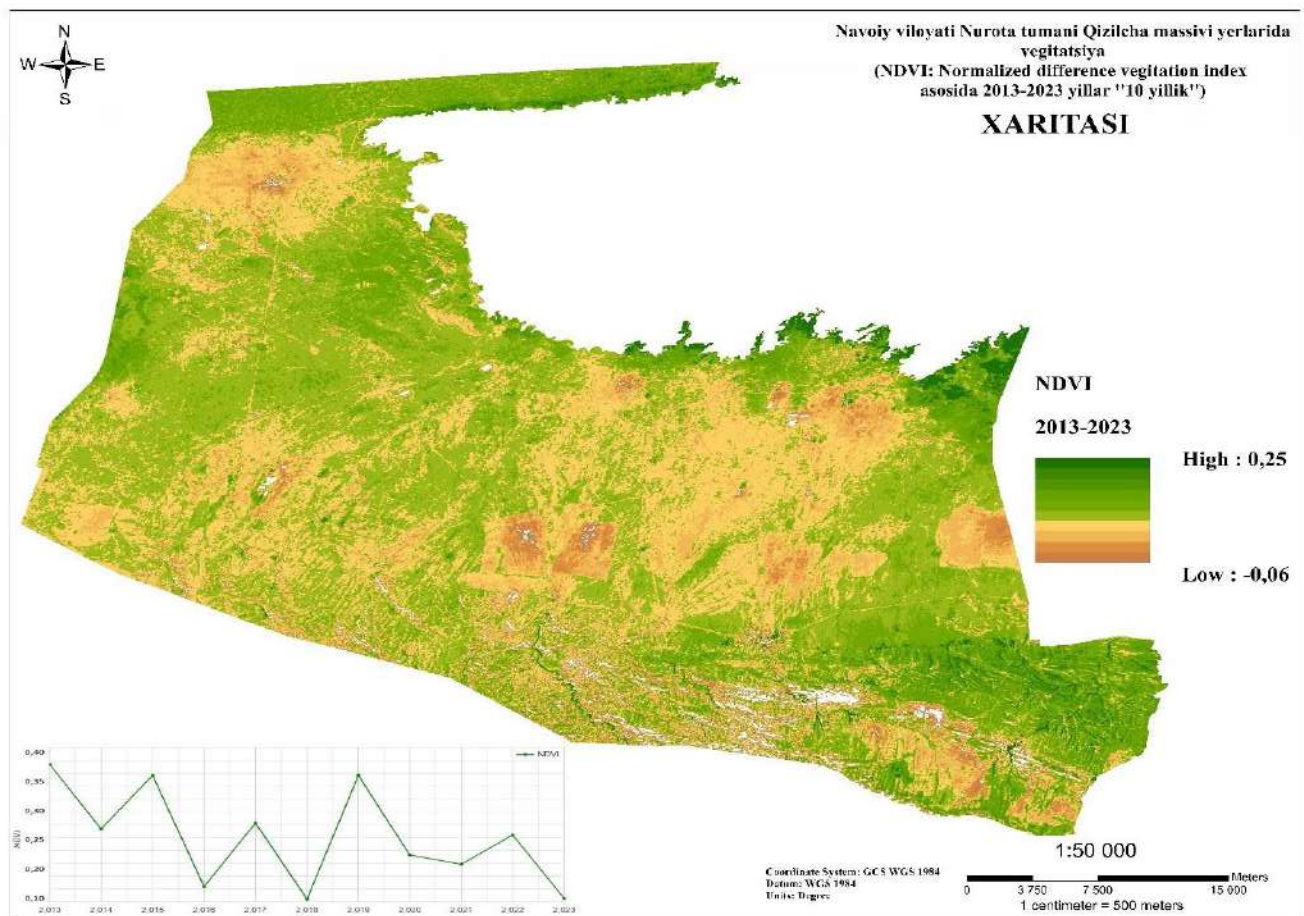 N
W E
S
Navoiy viloyati Nurota tumani Qizilcha massivi yerlarida
vegitatsiya
(NDVI: Normalized difference vegitation index
asosida 2013-2023 yillar "10 yillik")
XARITASI
NDVI
2013-2023
High : 0,25
Low : -0,06
NDVI
0,40
0,35
0,30
0,25
0,20
0,10
NDVI
2,013 2,014 2,015 2,016 2,017 2,018 2,019 2,020 2,021 2,022 2,023
Coordinate System: GCS WGS 1984
Datum: WGS 1984
Units: Degree
1:50 000
Meters
0 3 750 7 500 15 000
1 centimeter = 500 meters